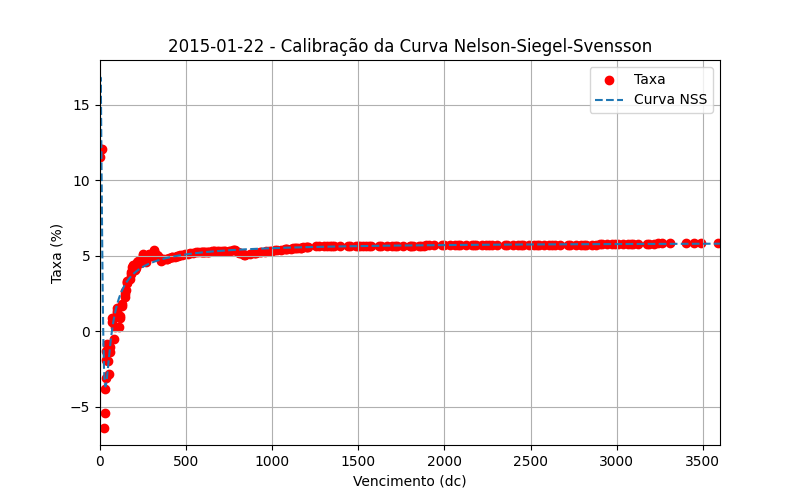 2015-01-22 - Calibração da Curva Nelson-Siegel-Svensson
Taxa
Curva NSS
15
10
5
0
−5
Taxa (%)
0 500 1000 1500 2000 2500 3000 3500
Vencimento (dc)